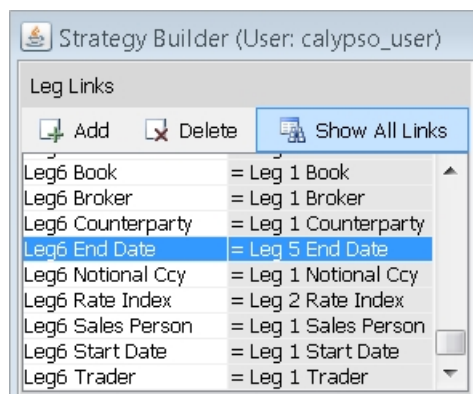 Strategy Builder (User: calypso_user)
Leg Links
Add Delete Show All Links
Leg6 Book = Leg 1 Book
Leg6 Broker = Leg 1 Broker
Leg6 Counterparty = Leg 1 Counterparty
Leg6 End Date = Leg 5 End Date
Leg6 Notional Ccy = Leg 1 Notional Ccy
Leg6 Rate Index = Leg 2 Rate Index
Leg6 Sales Person = Leg 1 Sales Person
Leg6 Start Date = Leg 1 Start Date
Leg6 Trader = Leg 1 Trader